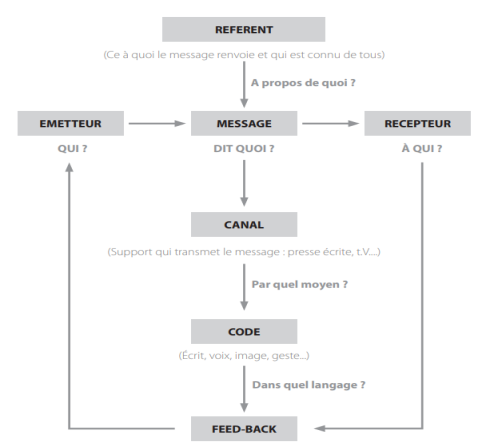 REFERENT
(Ce à quoi le message renvoie et qui est connu de tous)
A propos de quoi ?
EMETTEUR
MESSAGE
RECEPTEUR
QUI ?
DIT QUOI ?
À QUI ?
CANAL
(Support qui transmet le message : presse écrite, t.V....)
Par quel moyen ?
CODE
(Écrit, voix, image, geste...)
Dans quel langage ?
FEED-BACK